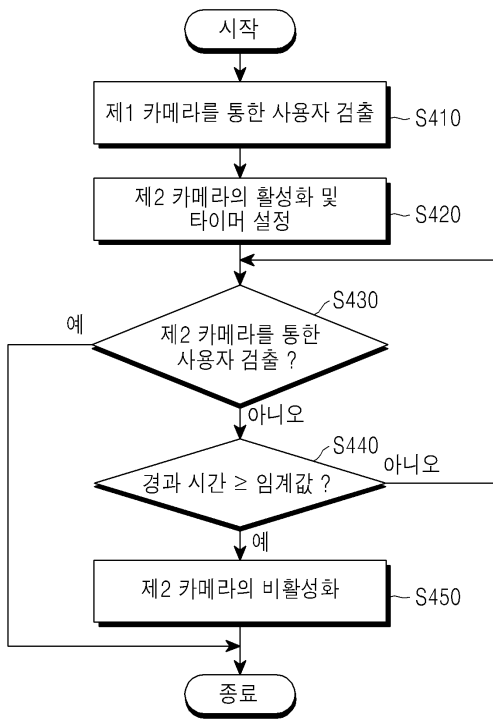 시작
제1 카메라를 통한 사용자 검출
S410
제2 카메라의 활성화 및
타이머 설정
S420
S430
예
제2 카메라를 통한
사용자 검출 ?
아니오
S440
아니오
경과 시간 ≥ 임계값 ?
예
제2 카메라의 비활성화
S450
종료